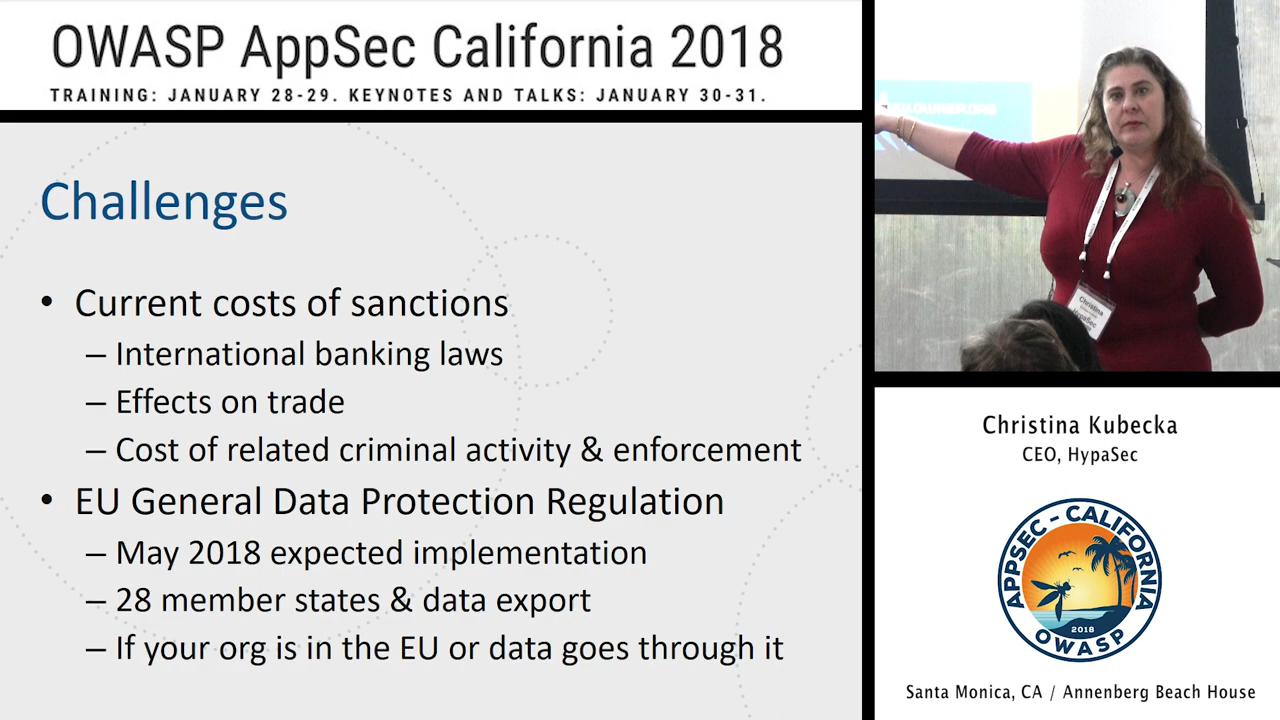 OWASP AppSec California 2018
TRAINING: JANUARY 28-29. KEYNOTES AND TALKS: JANUARY 30-31.
Challenges
• Current costs of sanctions
– International banking laws
– Effects on trade
– Cost of related criminal activity & enforcement
• EU General Data Protection Regulation
– May 2018 expected implementation
– 28 member states & data export
– If your org is in the EU or data goes through it
Christina
HypaSec
Christina Kubecka
CEO, HypaSec
APPSEC - CALIFORNIA
2018
OWASP
Santa Monica, CA / Annenberg Beach House